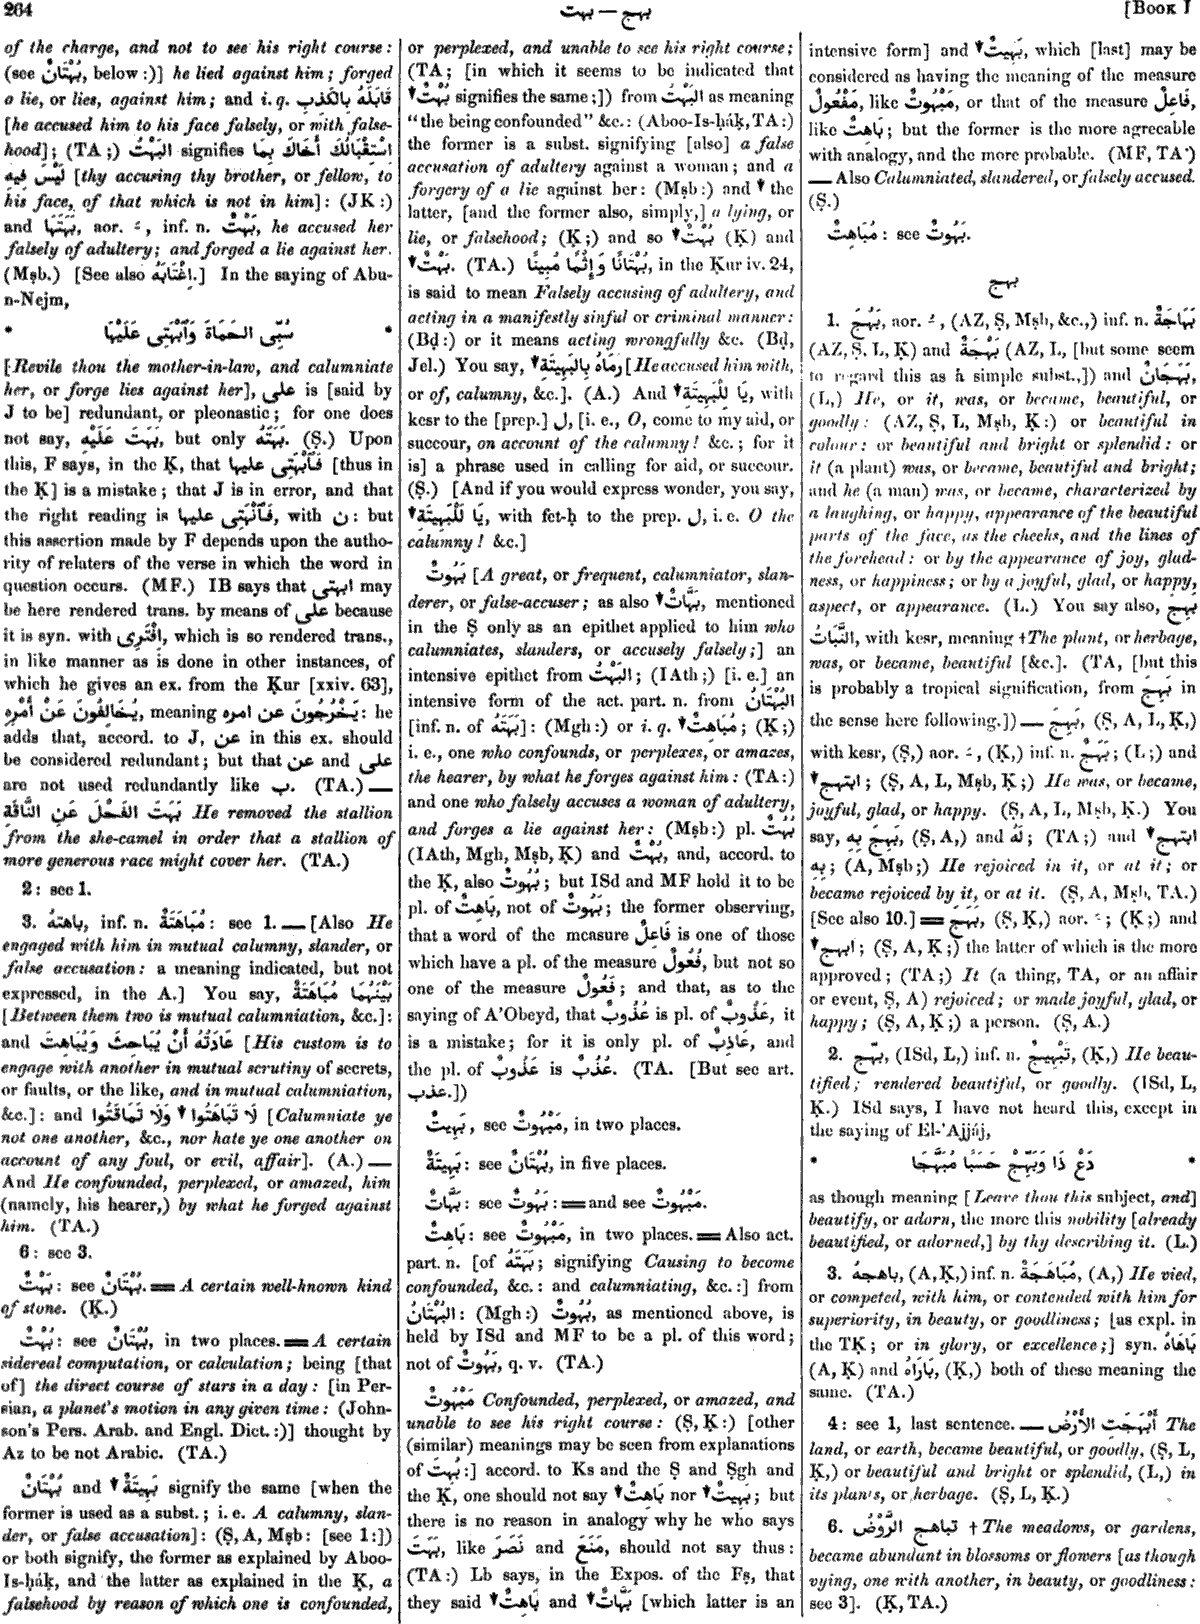 264
بهت — بهج
[BOOK I
of the charge, and not to see his right course:
(see بُهْتَانٌ, below:)] he lied against him; forged
a lie, or lies, against him; and i. q. قَابَلَهُ بِالكَذِبِ
[he accused him to his face falsely, or with false-
hood]; (TA;) البَهْتُ signifies اسْتِقْبَالُكَ أَخَاكَ بِمَا
لَيْسَ فِيهِ [thy accusing thy brother, or fellow, to
his face, of that which is not in him]: (JK:)
and بَهَتَهَا, aor. ـَ, inf. n. بَهْتٌ, he accused her
falsely of adultery; and forged a lie against her.
(Mṣb.) [See also اِغْتَابَهُ.] In the saying of Abu-
n-Nejm,
* سُبِّى الحَمَاةَ وَٱبْهَتِى عَلَيْهَا *
[Revile thou the mother-in-law, and calumniate
her, or forge lies against her], على is [said by
J to be] redundant, or pleonastic; for one does
not say, بَهَتَ عَلَيْهِ, but only بَهَتَهُ. (Ṣ.) Upon
this, F says, in the Ḳ, that فَٱبْهَتِى عليها [thus in
the Ḳ] is a mistake; that J is in error, and that
the right reading is فَٱنْهَتِى عليها, with ن: but
this assertion made by F depends upon the autho-
rity of relaters of the verse in which the word in
question occurs. (MF.) IB says that ابهتى may
be here rendered trans. by means of على because
it is syn. with اِفْتَرِى, which is so rendered trans.,
in like manner as is done in other instances, of
which he gives an ex. from the Ḳur [xxiv. 63],
يُخَالِفُونَ عَنْ أَمْرِهِ, meaning يَخْرُجُونَ عن امره: he
adds that, accord. to J, عن in this ex. should
be considered redundant; but that عن and على
are not used redundantly like ب. (TA.) —
بَهَتَ الفَحْلَ عَنِ النَّاقَةِ He removed the stallion
from the she-camel in order that a stallion of
more generous race might cover her. (TA.)
2: see 1.
3. باهتهُ, inf. n. مُبَاهَتَةٌ: see 1. — [Also He
engaged with him in mutual calumny, slander, or
false accusation: a meaning indicated, but not
expressed, in the A.] You say, بَيْنَهُمَا مُبَاهَتَةٌ
[Between them two is mutual calumniation, &c.]:
and عَادَتُهُ أَنْ يُبَاحِثَ وَيُبَاهِتَ [His custom is to
engage with another in mutual scrutiny of secrets,
or faults, or the like, and in mutual calumniation,
&c.]: and لَا تَبَاهَتُوا ▼ وَلَا تَمَاقَتُوا [Calumniate ye
not one another, &c., nor hate ye one another on
account of any foul, or evil, affair]. (A.) —
And He confounded, perplexed, or amazed, him
(namely, his hearer,) by what he forged against
him. (TA.)
6: see 3.
بَهْتٌ: see بُهْتَانٌ. ═ A certain well-known kind
of stone. (Ḳ.)
بُهْتٌ: see بُهْتَانٌ, in two places. ═ A certain
sidereal computation, or calculation; being [that
of] the direct course of stars in a day: [in Per-
sian, a planet's motion in any given time: (John-
son's Pers. Arab. and Engl. Dict.:)] thought by
Az to be not Arabic. (TA.)
بُهْتَانٌ and ▼ بَهِيتَةٌ signify the same [when the
former is used as a subst.; i. e. A calumny, slan-
der, or false accusation]: (Ṣ, A, Mṣb: [see 1:])
or both signify, the former as explained by Aboo-
Is-ḥáḳ, and the latter as explained in the Ḳ, a
falsehood by reason of which one is confounded,
or perplexed, and unable to see his right course;
(TA; [in which it seems to be indicated that
▼ بُهْتٌ signifies the same;]) from البَهْتُ as meaning
"the being confounded" &c.: (Aboo-Is-ḥáḳ, TA:)
the former is a subst. signifying [also] a false
accusation of adultery against a woman; and a
forgery of a lie against her: (Mṣb:) and ▼ the
latter, [and the former also, simply,] a lying, or
lie, or falsehood; (Ḳ;) and so ▼ بُهْتٌ (Ḳ) and
▼ بَهْتٌ. (TA.) بُهْتَانًا وَإِثْمًا مُبِينًا, in the Ḳur iv. 24,
is said to mean Falsely accusing of adultery, and
acting in a manifestly sinful or criminal manner:
(Bḍ:) or it means acting wrongfully &c. (Bḍ,
Jel.) You say, ▼ رَمَاهُ بِالبَهِيتَةِ [He accused him with,
or of, calumny, &c.]. (A.) And ▼ يَا لِلْبَهِيتَةِ, with
kesr to the [prep.] ل, [i. e., O, come to my aid, or
succour, on account of the calumny! &c.; for it
is] a phrase used in calling for aid, or succour.
(Ṣ.) [And if you would express wonder, you say,
▼ يَا لَلْبَهِيتَةِ, with fet-ḥ to the prep. ل, i. e. O the
calumny! &c.]
بَهُوتٌ [A great, or frequent, calumniator, slan-
derer, or false-accuser; as also ▼ بَهَّاتٌ, mentioned
in the Ṣ only as an epithet applied to him who
calumniates, slanders, or accusely falsely;] an
intensive epithet from البَهْتُ; (IAth;) [i. e.] an
intensive form of the act. part. n. from البُهْتَانُ
[inf. n. of بَهَتَهُ]: (Mgh:) or i. q. ▼ مُبَاهِتٌ; (Ḳ;)
i. e., one who confounds, or perplexes, or amazes,
the hearer, by what he forges against him: (TA:)
and one who falsely accuses a woman of adultery,
and forges a lie against her: (Mṣb:) pl. بُهُتٌ
(IAth, Mgh, Mṣb, Ḳ) and بُهْتٌ, and, accord. to
the Ḳ, also بُهُوتٌ; but ISd and MF hold it to be
pl. of بَاهِتٌ, not of بَهُوتٌ; the former observing,
that a word of the measure فَاعِلٌ is one of those
which have a pl. of the measure فُعُولٌ, but not so
one of the measure فَعُولٌ; and that, as to the
saying of A'Obeyd, that عُذُوبٌ is pl. of عَذُوبٌ, it
is a mistake; for it is only pl. of عَاذِبٌ, and
the pl. of عَذُوبٌ is عُذُبٌ. (TA. [But see art.
عذب.])
بَهِيتٌ, see مَبْهُوتٌ, in two places.
بَهِيتَةٌ: see بُهْتَانٌ, in five places.
بَهَّاتٌ: see بَهُوتٌ: ═ and see مَبْهُوتٌ.
بَاهِتٌ: see مَبْهُوتٌ, in two places. ═ Also act.
part. n. [of بَهَتَهُ; signifying Causing to become
confounded, &c.: and calumniating, &c.:] from
البُهْتَانُ: (Mgh:) بُهُوتٌ, as mentioned above, is
held by ISd and MF to be a pl. of this word;
not of بَهُوتٌ, q. v. (TA.)
مَبْهُوتٌ Confounded, perplexed, or amazed, and
unable to see his right course: (Ṣ, Ḳ:) [other
(similar) meanings may be seen from explanations
of بُهِتَ:] accord. to Ks and the Ṣ and Ṣgh and
the Ḳ, one should not say ▼ بَاهِتٌ nor ▼ بَهِيتٌ; but
there is no reason in analogy why he who says
بَهَتَ, like نَصَرَ and مَنَعَ, should not say thus:
(TA:) Lb says, in the Expos. of the Fṣ, that
they said ▼ بَاهِتٌ and ▼ بَهَّاتٌ [which latter is an
intensive form] and ▼ بَهِيتٌ, which [last] may be
considered as having the meaning of the measure
مَفْعُولٌ, like مَبْهُوتٌ, or that of the measure فَاعِلٌ,
like بَاهِتٌ; but the former is the more agreeable
with analogy, and the more probable. (MF, TA.)
— Also Calumniated, slandered, or falsely accused.
(Ṣ.)
مُبَاهِتٌ: see بَهُوتٌ.
بهج
1. بَهُجَ, aor. ـُ, (AZ, Ṣ, Mṣb, &c.,) inf. n. بَهَاجَةٌ
(AZ, Ṣ, L, Ḳ) and بَهْجَةٌ (AZ, L, [but some seem
to regard this as a simple subst.,]) and بَهَجَانٌ,
(L,) He, or it, was, or became, beautiful, or
goodly: (AZ, Ṣ, L, Mṣb, Ḳ:) or beautiful in
colour: or beautiful and bright or splendid: or
it (a plant) was, or became, beautiful and bright;
and he (a man) was, or became, characterized by
a laughing, or happy, appearance of the beautiful
parts of the face, as the cheeks, and the lines of
the forehead: or by the appearance of joy, glad-
ness, or happiness; or by a joyful, glad, or happy,
aspect, or appearance. (L.) You say also, بَهِجَ
النَّبَاتُ, with kesr, meaning †The plant, or herbage,
was, or became, beautiful [&c.]. (TA, [but this
is probably a tropical signification, from بَهِجَ in
the sense here following.]) — بَهِجَ, (Ṣ, A, L, Ḳ,)
with kesr, (Ṣ,) aor. ـَ, (Ḳ,) inf. n. بَهَجٌ; (L;) and
▼ ابتهج; (Ṣ, A, L, Mṣb, Ḳ;) He was, or became,
joyful, glad, or happy. (Ṣ, A, L, Mṣb, Ḳ.) You
say, بَهِجَ بِهِ, (Ṣ, A,) and لَهُ; (TA;) and ▼ ابتهج
بِهِ; (A, Mṣb;) He rejoiced in it, or at it; or
became rejoiced by it, or at it. (Ṣ, A, Mṣb, TA.)
[See also 10.] ═ بَهَجَ, (Ṣ, Ḳ,) aor. ـَ; (Ḳ;) and
▼ ابهج; (Ṣ, A, Ḳ;) the latter of which is the more
approved; (TA;) It (a thing, TA, or an affair
or event, Ṣ, A) rejoiced; or made joyful, glad, or
happy; (Ṣ, A, Ḳ;) a person. (Ṣ, A.)
2. بهّج, (ISd, L,) inf. n. تَبْهِيجٌ, (Ḳ,) He beau-
tified; rendered beautiful, or goodly. (ISd, L,
Ḳ.) ISd says, I have not heard this, except in
the saying of El-'Ajjáj,
* دَعْ ذَا وَبَهِّجْ حَسَبًا مُبَهَّجَا *
as though meaning [Leave thou this subject, and]
beautify, or adorn, the more this nobility [already
beautified, or adorned,] by thy describing it. (L.)
3. باهجهُ, (A, Ḳ,) inf. n. مُبَاهَجَةٌ, (A,) He vied,
or competed, with him, or contended with him for
superiority, in beauty, or goodliness; [as expl. in
the TḲ; or in glory, or excellence;] syn. بَاهَاهُ
(A, Ḳ) and بَارَاهُ, (Ḳ,) both of these meaning the
same. (TA.)
4: see 1, last sentence. — أَبْهَجَتِ الأَرْضُ The
land, or earth, became beautiful, or goodly, (Ṣ, L,
Ḳ,) or beautiful and bright or splendid, (L,) in
its plants, or herbage. (Ṣ, L, Ḳ.)
6. تباهج الرَّوْضُ † The meadows, or gardens,
became abundant in blossoms or flowers [as though
vying, one with another, in beauty, or goodliness:
see 3]. (Ḳ, TA.)